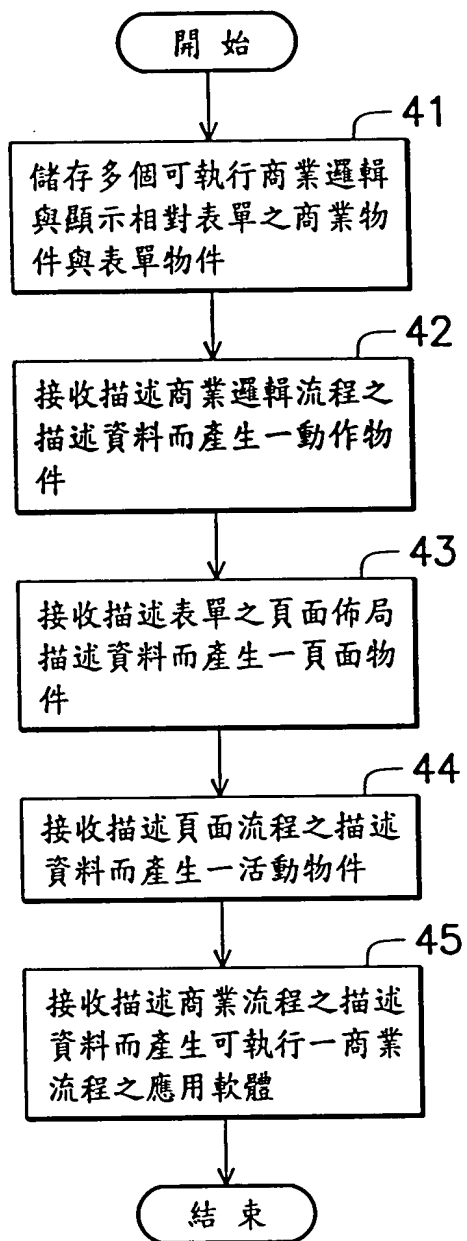 開始
41
儲存多個可執行商業邏輯
與顯示相對表單之商業物
件與表單物件
42
接收描述商業邏輯流程之
描述資料而產生一動作物
件
43
接收描述表單之頁面佈局
描述資料而產生一頁面物
件
44
接收描述頁面流程之描述
資料而產生一活動物件
45
接收描述商業流程之描述
資料而產生可執行一商業
流程之應用軟體
結束